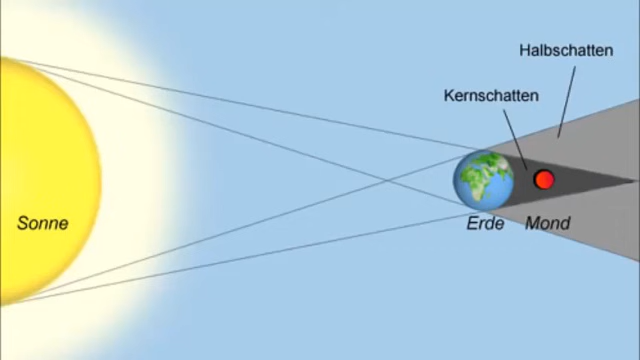 Halbschatten
Kernschatten
Sonne
Erde
Mond